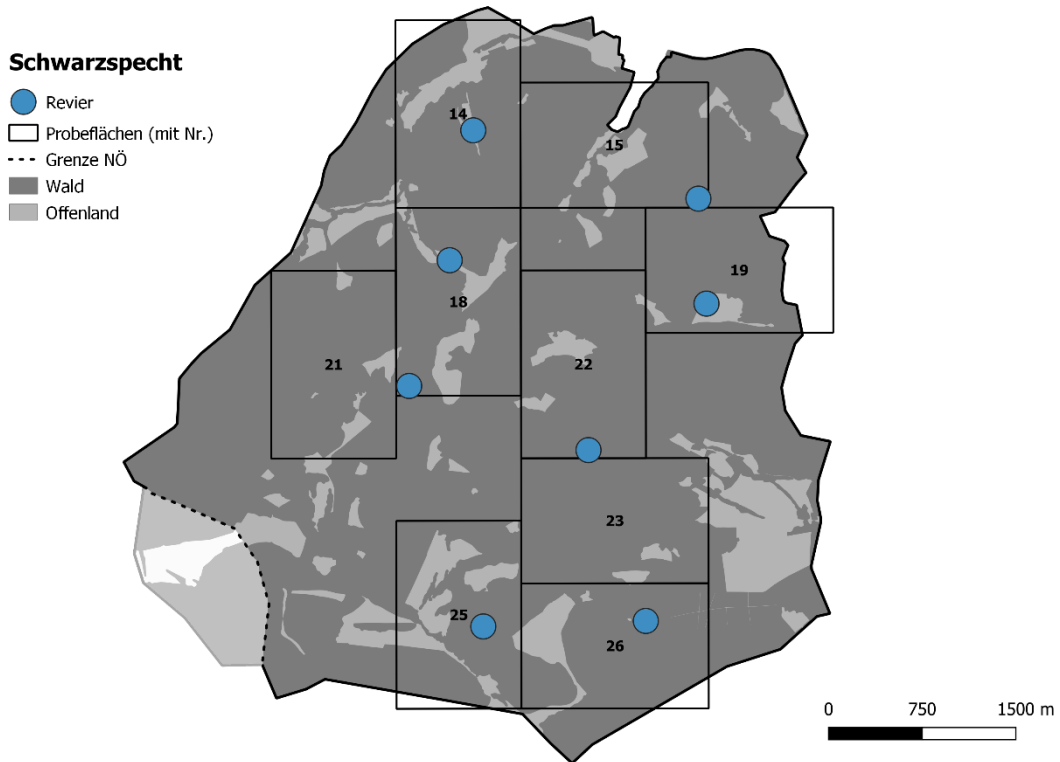 Schwarzspecht
Revier
Probeflächen (mit Nr.)
Grenze NÖ
Wald
Offenland
14
15
19
18
21
22
23
25
26
0 750 1500 m